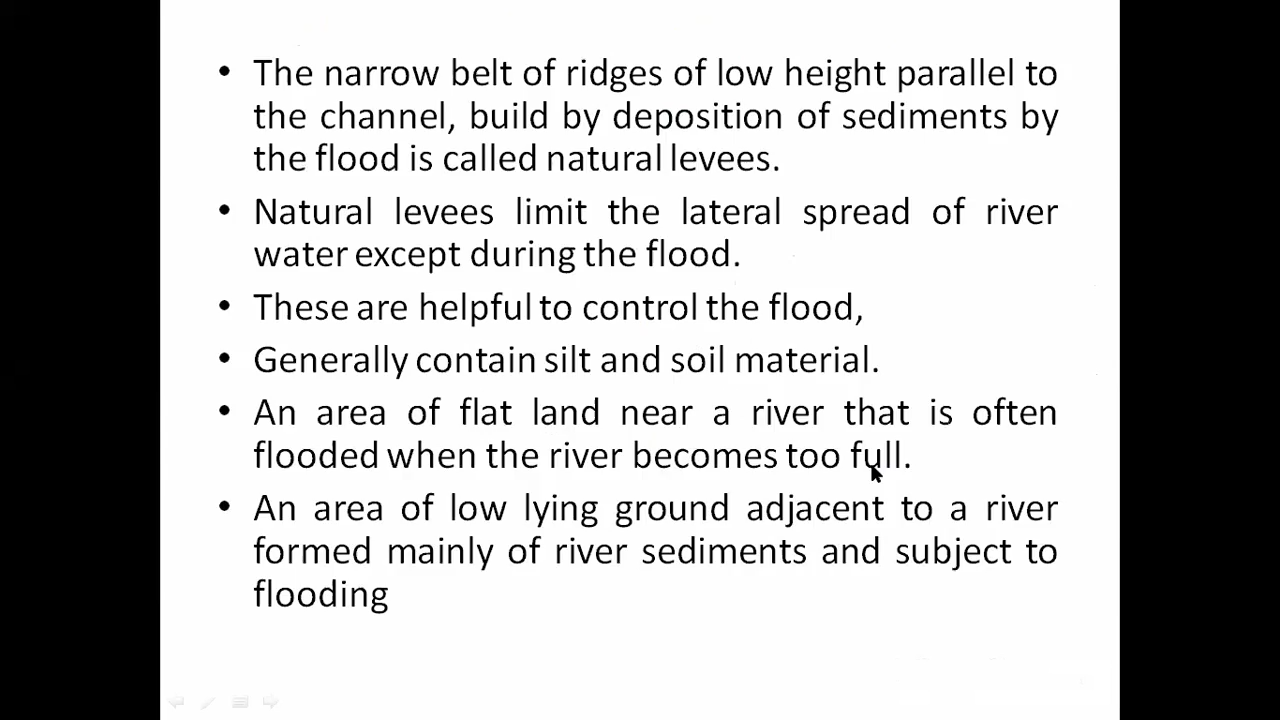 • The narrow belt of ridges of low height parallel to
the channel, build by deposition of sediments by
the flood is called natural levees.
• Natural levees limit the lateral spread of river
water except during the flood.
• These are helpful to control the flood,
• Generally contain silt and soil material.
• An area of flat land near a river that is often
flooded when the river becomes too full.
• An area of low lying ground adjacent to a river
formed mainly of river sediments and subject to
flooding